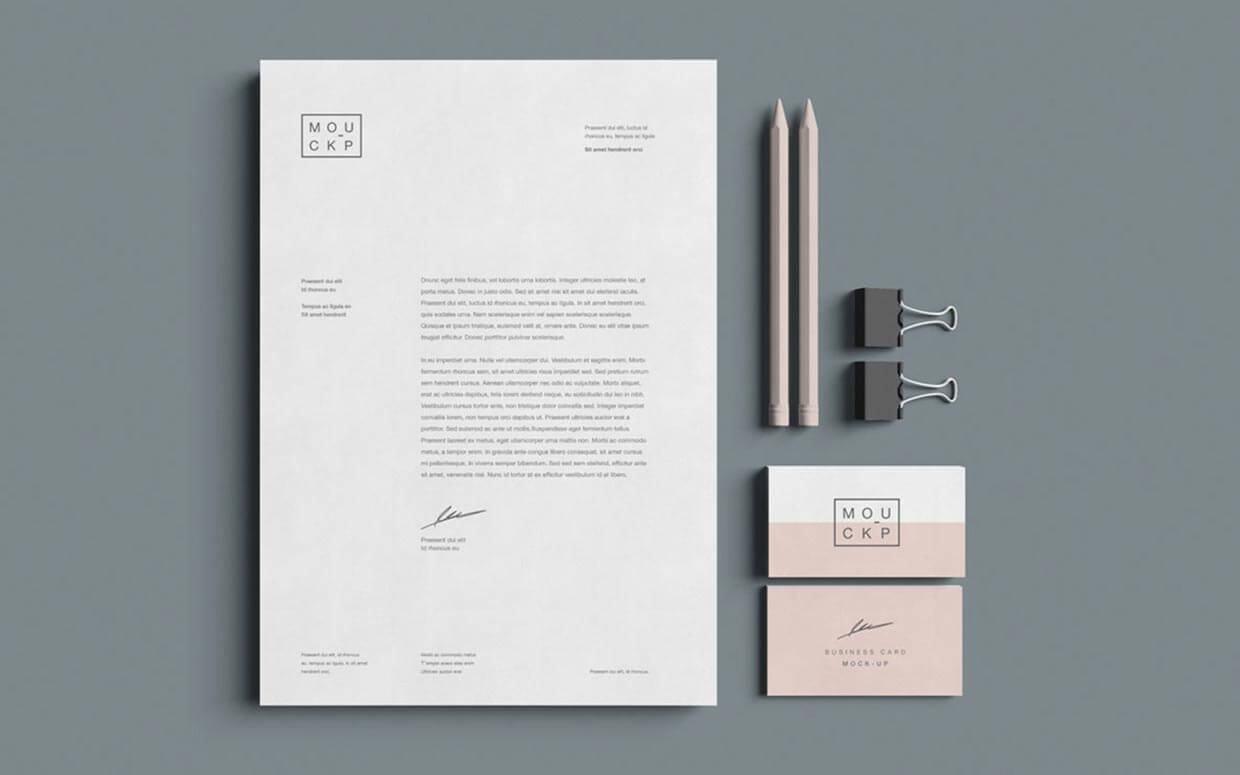 MO_U
CKP
Praesent dui elit, luctus id
rhoncus eu, tempus ac ligula
Sit amet hendrerit orci
Praesent dui elit
Id rhoncus eu
Tempus ac ligula en
Sit amet hendrerit
Dnunc eget felis finibus, vel lobortis urna lobortis. Integer ultricies molestie leo, at
porta metus. Donec in justo odio. Sed sit amet nisi sit amet dui eleifend iaculis.
Praesent dui elit, luctus id rhoncus eu, tempus ac ligula. In sit amet hendrerit orci,
quis sodales urna. Nam scelerisque enim vel sapien scelerisque scelerisque.
Quisque et ipsum tristique, euismod velit at, ornare ante. Donec eu elit vitae ipsum
feugiat efficitur. Donec porttitor pulvinar scelerisque.
In eu imperdiet urna. Nulla vel ullamcorper dui. Vestibulum et sagittis enim. Morbi
fermentum rhoncus sem, sit amet ultricies risus imperdiet sed. Sed pretium rutrum
sem hendrerit cursus. Aenean ullamcorper nec odio ac vulputate. Morbi aliquet,
erat ac ultricies dapibus, felis lorem eleifend neque, eu sollicitudin dui leo in nibh.
Vestibulum cursus tortor ante, non tristique dolor convallis sed. Integer imperdiet
convallis lorem, non tempus orci dapibus ut. Praesent ultricies auctor erat a
porttitor. Sed euismod ac ante ut mollis.Suspendisse eget fermentum tellus.
Praesent laoreet ex metus, eget ullamcorper urna mattis non. Morbi ac commodo
metus, a tempor enim. In gravida ante congue libero consequat, sit amet cursus
mi pellentesque. In viverra semper bibendum. Sed sed sem eleifend, efficitur ante
sit amet, venenatis nisl. Nunc id tortor st ex efficitur vestibulum id at libero.
Praesent dui elit
Id rhoncus eu
Praesent dui elit, id rhoncus
eu, tempus ac ligula. In sit amet
hendrerit orci,
Morbi ac commodo metus
Ultricies auctor erat
Praesent dui elit, id rhoncus.
MO_U
CKP
BUSINESS CARD
MOCK-UP